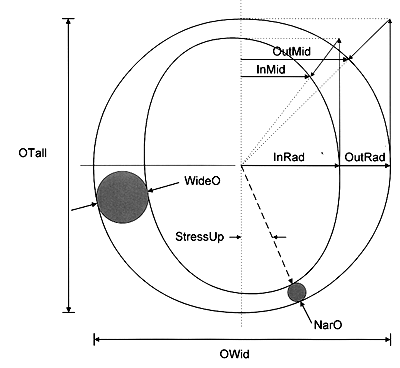 OutMid
InMid
OTall
InRad
OutRad
WideO
StressUp
NarO
OWid